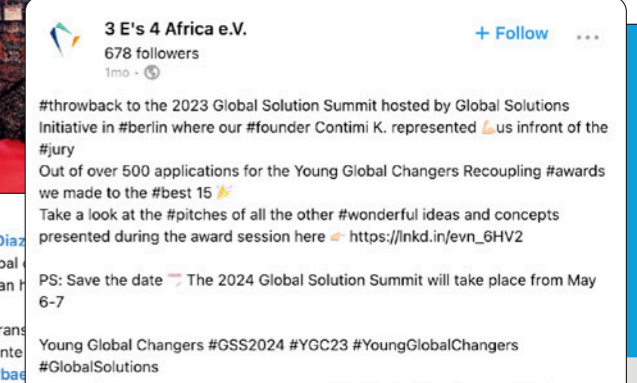 3 E's 4 Africa e.V.
+ Follow
678 followers
1mo •
#throwback to the 2023 Global Solution Summit hosted by Global Solutions
Initiative in #berlin where our #founder Contimi K. represented 💪🏻us infront of the
#jury
Out of over 500 applications for the Young Global Changers Recoupling #awards
we made to the #best 15 🎉
Take a look at the #pitches of all the other #wonderful ideas and concepts
presented during the award session here 👉🏻 https://lnkd.in/evn_6HV2
PS: Save the date 🗓 The 2024 Global Solution Summit will take place from May
6-7
Young Global Changers #GSS2024 #YGC23 #YoungGlobalChangers
#GlobalSolutions
Diaz